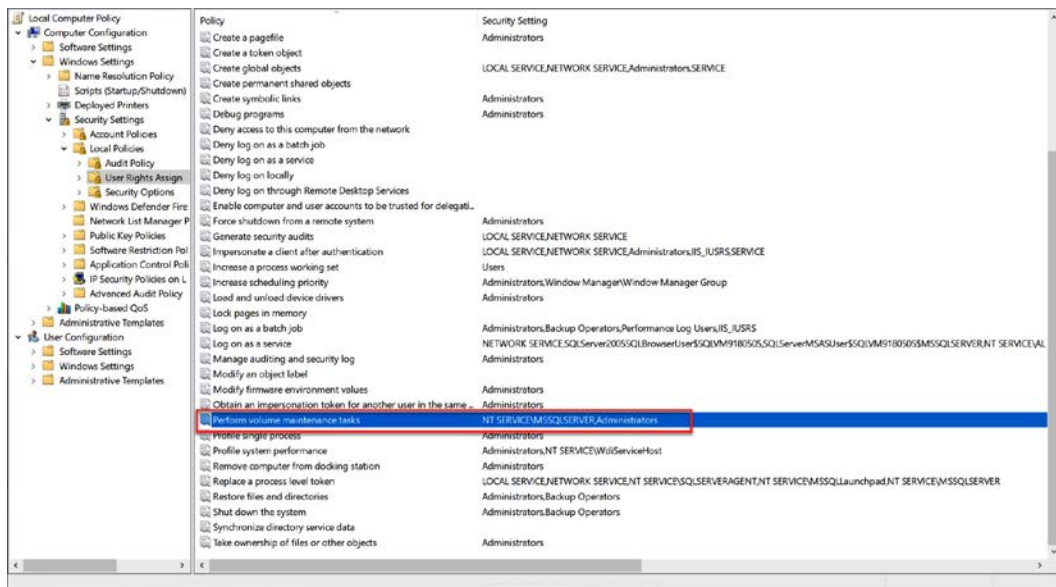 Local Computer Policy
Computer Configuration
Software Settings
Windows Settings
Name Resolution Policy
Scripts (Startup/Shutdown)
Deployed Printers
Security Settings
Account Policies
Local Policies
Audit Policy
User Rights Assign
Security Options
Windows Defender Fire
Network List Manager P
Public Key Policies
Software Restriction Pol
Application Control Poli
IP Security Policies on L
Advanced Audit Policy
Policy-based QoS
Administrative Templates
User Configuration
Software Settings
Windows Settings
Administrative Templates
Policy Security Setting
Create a pagefile Administrators
Create a token object
Create global objects LOCAL SERVICE,NETWORK SERVICE,Administrators,SERVICE
Create permanent shared objects
Create symbolic links Administrators
Debug programs Administrators
Deny access to this computer from the network
Deny log on as a batch job
Deny log on as a service
Deny log on locally
Deny log on through Remote Desktop Services
Enable computer and user accounts to be trusted for delegati...
Force shutdown from a remote system Administrators
Generate security audits LOCAL SERVICE,NETWORK SERVICE
Impersonate a client after authentication LOCAL SERVICE,NETWORK SERVICE,Administrators,IIS_IUSRS,SERVICE
Increase a process working set Users
Increase scheduling priority Administrators,Window Manager\Window Manager Group
Load and unload device drivers Administrators
Lock pages in memory
Log on as a batch job Administrators,Backup Operators,Performance Log Users,IIS_IUSRS
Log on as a service NETWORK SERVICE,SQLServer2005SQLBrowserUser$SQLVM9180505,SQLServerMSASUser$SQLVM9180505$MSSQLSERVER,NT SERVICE\AL
Manage auditing and security log Administrators
Modify an object label
Modify firmware environment values Administrators
Obtain an impersonation token for another user in the same ... Administrators
Perform volume maintenance tasks NT SERVICE\MSSQLSERVER,Administrators
Profile single process Administrators
Profile system performance Administrators,NT SERVICE\WdiServiceHost
Remove computer from docking station Administrators
Replace a process level token LOCAL SERVICE,NETWORK SERVICE,NT SERVICE\SQLSERVERAGENT,NT SERVICE\MSSQLLaunchpad,NT SERVICE\MSSQLSERVER
Restore files and directories Administrators,Backup Operators
Shut down the system Administrators,Backup Operators
Synchronize directory service data
Take ownership of files or other objects Administrators